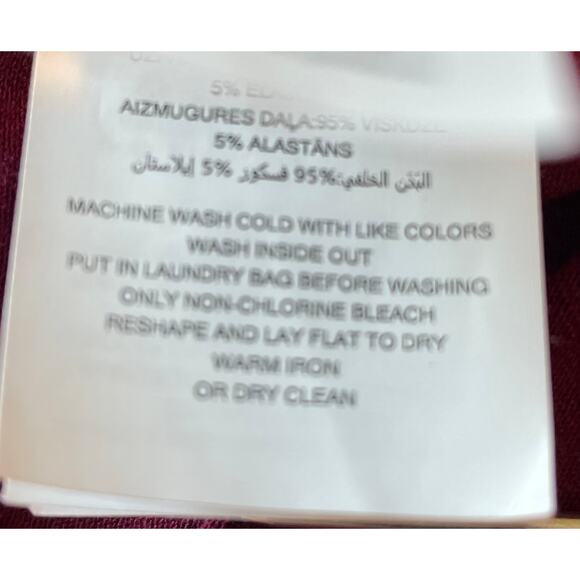 5%
AIZMUGURES DAĻA:95% VISKOZE
5% ALASTĀNS
البَدَن الخلفي:%95 فسكوز %5 إيلاستان
MACHINE WASH COLD WITH LIKE COLORS
WASH INSIDE OUT
PUT IN LAUNDRY BAG BEFORE WASHING
ONLY NON-CHLORINE BLEACH
RESHAPE AND LAY FLAT TO DRY
WARM IRON
OR DRY CLEAN